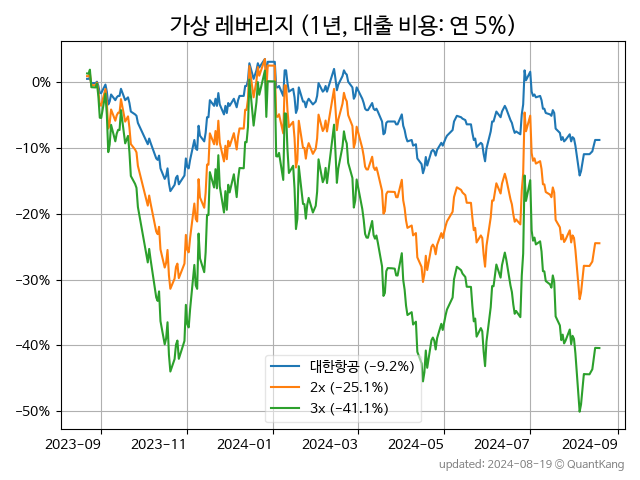 가상 레버리지 (1년, 대출 비용: 연 5%)
0%
−10%
−20%
−30%
−40%
−50%
대한항공 (−9.2%)
2x (−25.1%)
3x (−41.1%)
2023-09
2023-11
2024-01
2024-03
2024-05
2024-07
2024-09
updated: 2024-08-19 © QuantKang